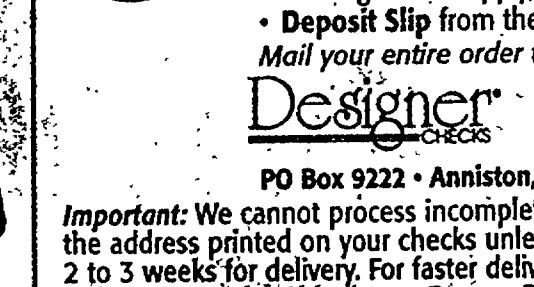 • Deposit Slip from the
Mail your entire order
Designer
CHECKS
PO Box 9222 • Anniston,
Important: We cannot process incomple
the address printed on your checks unle
2 to 3 weeks for delivery. For faster deliv